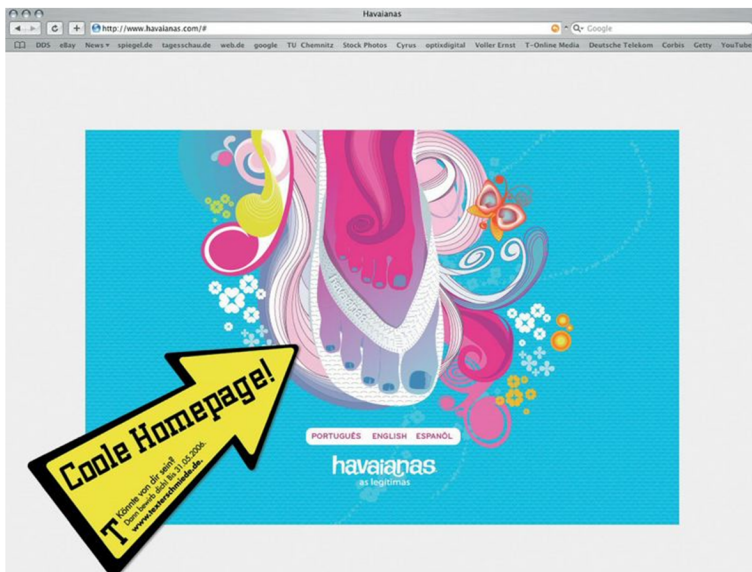 Havaianas
http://www.havaianas.com/#
Google
DDS eBay News spiegel.de tagesschau.de web.de google TU Chemnitz Stock Photos Cyrus optixdigital Voller Ernst T-Online Media Deutsche Telekom Corbis Getty YouTube
PORTUGUÊS ENGLISH ESPANÕL
havaianas
as legítimas
Coole Homepage!
Könnte von dir sein?
Dann bewirb dich! Bis 31.05.2006.
www.texterschmiede.de.
T